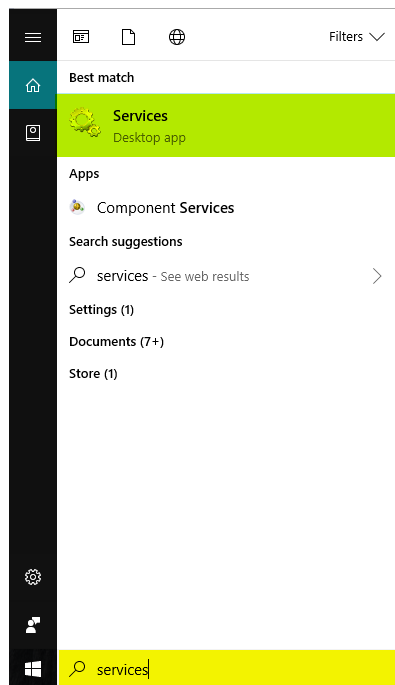 Filters
Best match
Services
Desktop app
Apps
Component Services
Search suggestions
services - See web results
Settings (1)
Documents (7+)
Store (1)
services